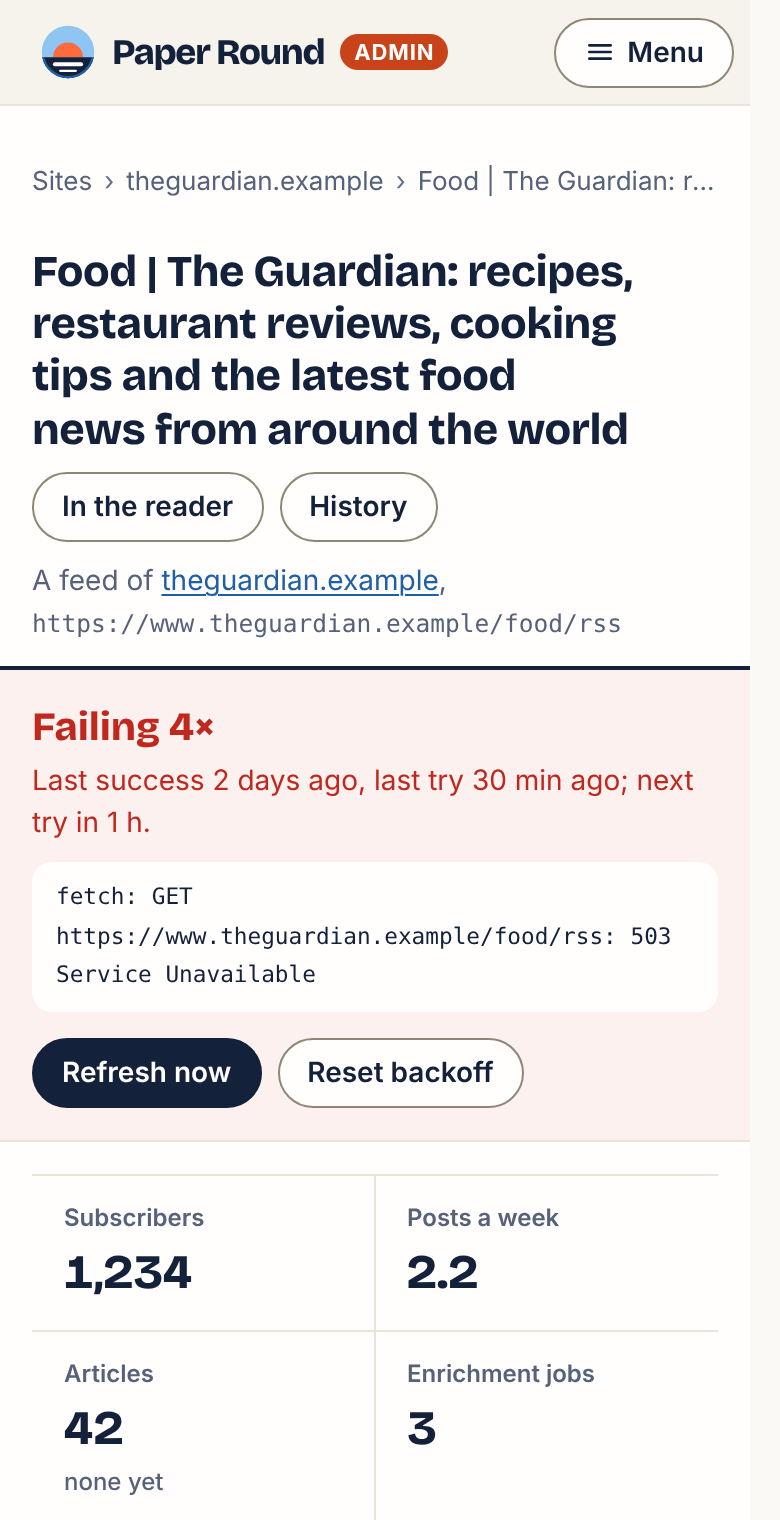 Paper Round ADMIN Menu
Sites › theguardian.example › Food | The Guardian: r…
Food | The Guardian: recipes,
restaurant reviews, cooking
tips and the latest food
news from around the world
In the reader History
A feed of theguardian.example,
https://www.theguardian.example/food/rss
Failing 4×
Last success 2 days ago, last try 30 min ago; next
try in 1 h.
fetch: GET
https://www.theguardian.example/food/rss: 503
Service Unavailable
Refresh now Reset backoff
Subscribers Posts a week
1,234 2.2
Articles Enrichment jobs
42 3
none yet